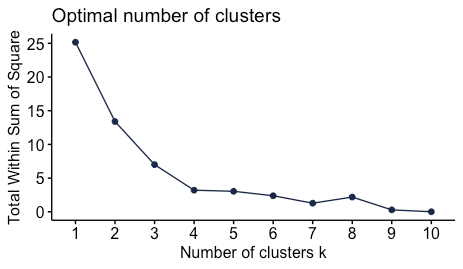 Optimal number of clusters
Total Within Sum of Square
25
20
15
10
5
0
1 2 3 4 5 6 7 8 9 10
Number of clusters k